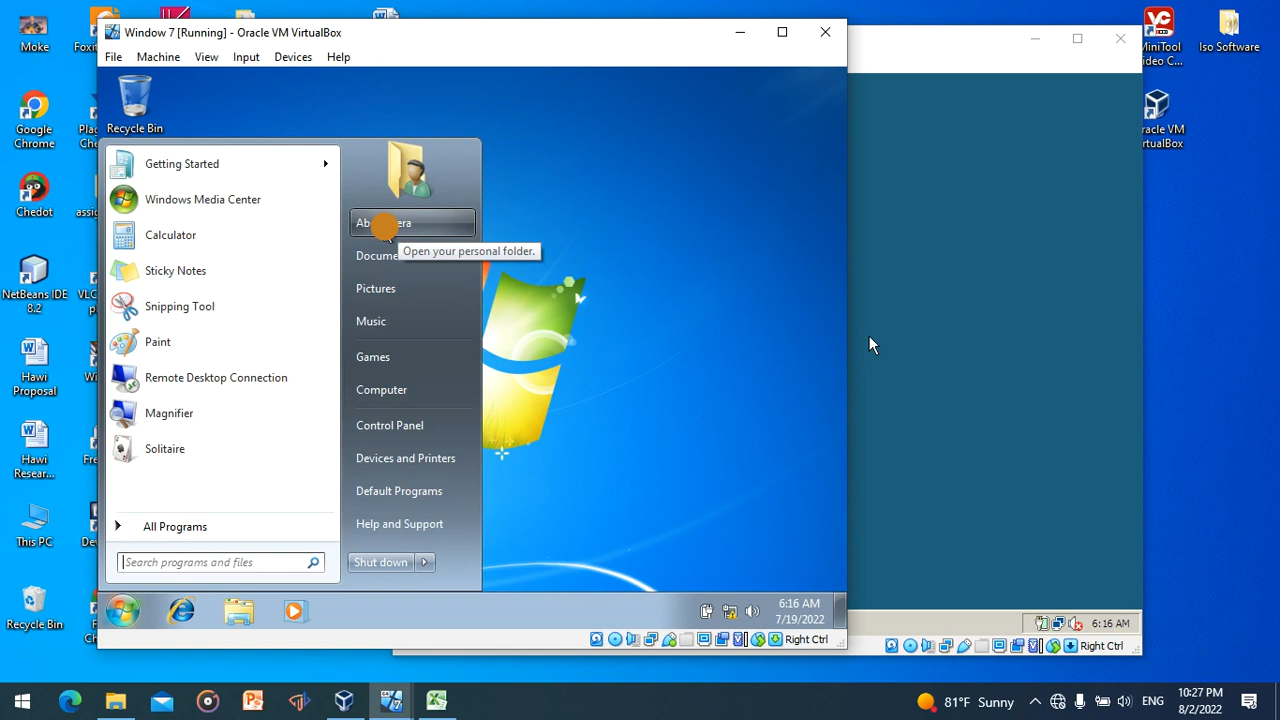 Moke
Foxit
Iso Software
MiniTool
Video C...
Google
Chrome
Chedot
NetBeans IDE
8.2
Hawi
Proposal
Hawi
Resear...
This PC
Recycle Bin
VirtualBox
Window 7 [Running] - Oracle VM VirtualBox
File Machine View Input Devices Help
Recycle Bin
Getting Started
Windows Media Center
Calculator
Sticky Notes
Snipping Tool
Paint
Remote Desktop Connection
Magnifier
Solitaire
All Programs
Search programs and files
Open your personal folder.
Pictures
Music
Games
Computer
Control Panel
Devices and Printers
Default Programs
Help and Support
Shut down
6:16 AM
7/19/2022
Right Ctrl
6:16 AM
Right Ctrl
81°F Sunny
ENG
10:27 PM
8/2/2022